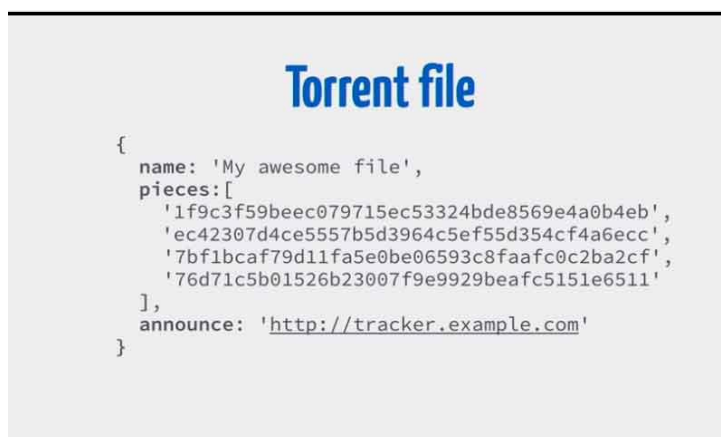 Torrent file
{
name: 'My awesome file',
pieces:[
'1f9c3f59beec079715ec53324bde8569e4a0b4eb',
'ec42307d4ce5557b5d3964c5ef55d354cf4a6ecc',
'7bf1bcaf79d11fa5e0be06593c8faafc0c2ba2cf',
'76d71c5b01526b23007f9e9929beafc5151e6511'
],
announce: 'http://tracker.example.com'
}